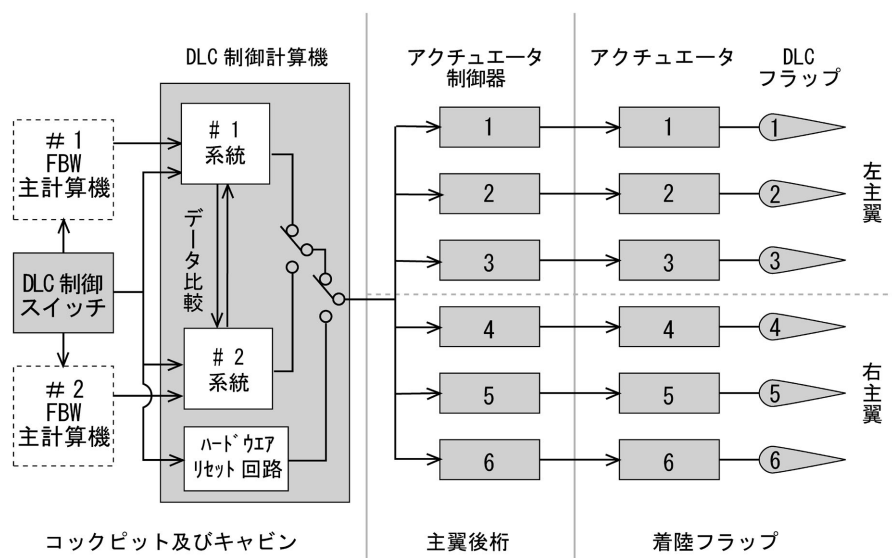 DLC 制御計算機
アクチュエータ
制御器
アクチュエータ
DLC
フラップ
# 1
FBW
主計算機
# 1
系統
データ比較
DLC 制御
スイッチ
# 2
系統
# 2
FBW
主計算機
ハードウエア
リセット回路
1
1
1
2
2
2
3
3
3
左主翼
4
4
4
5
5
5
6
6
6
右主翼
コックピット及びキャビン
主翼後桁
着陸フラップ